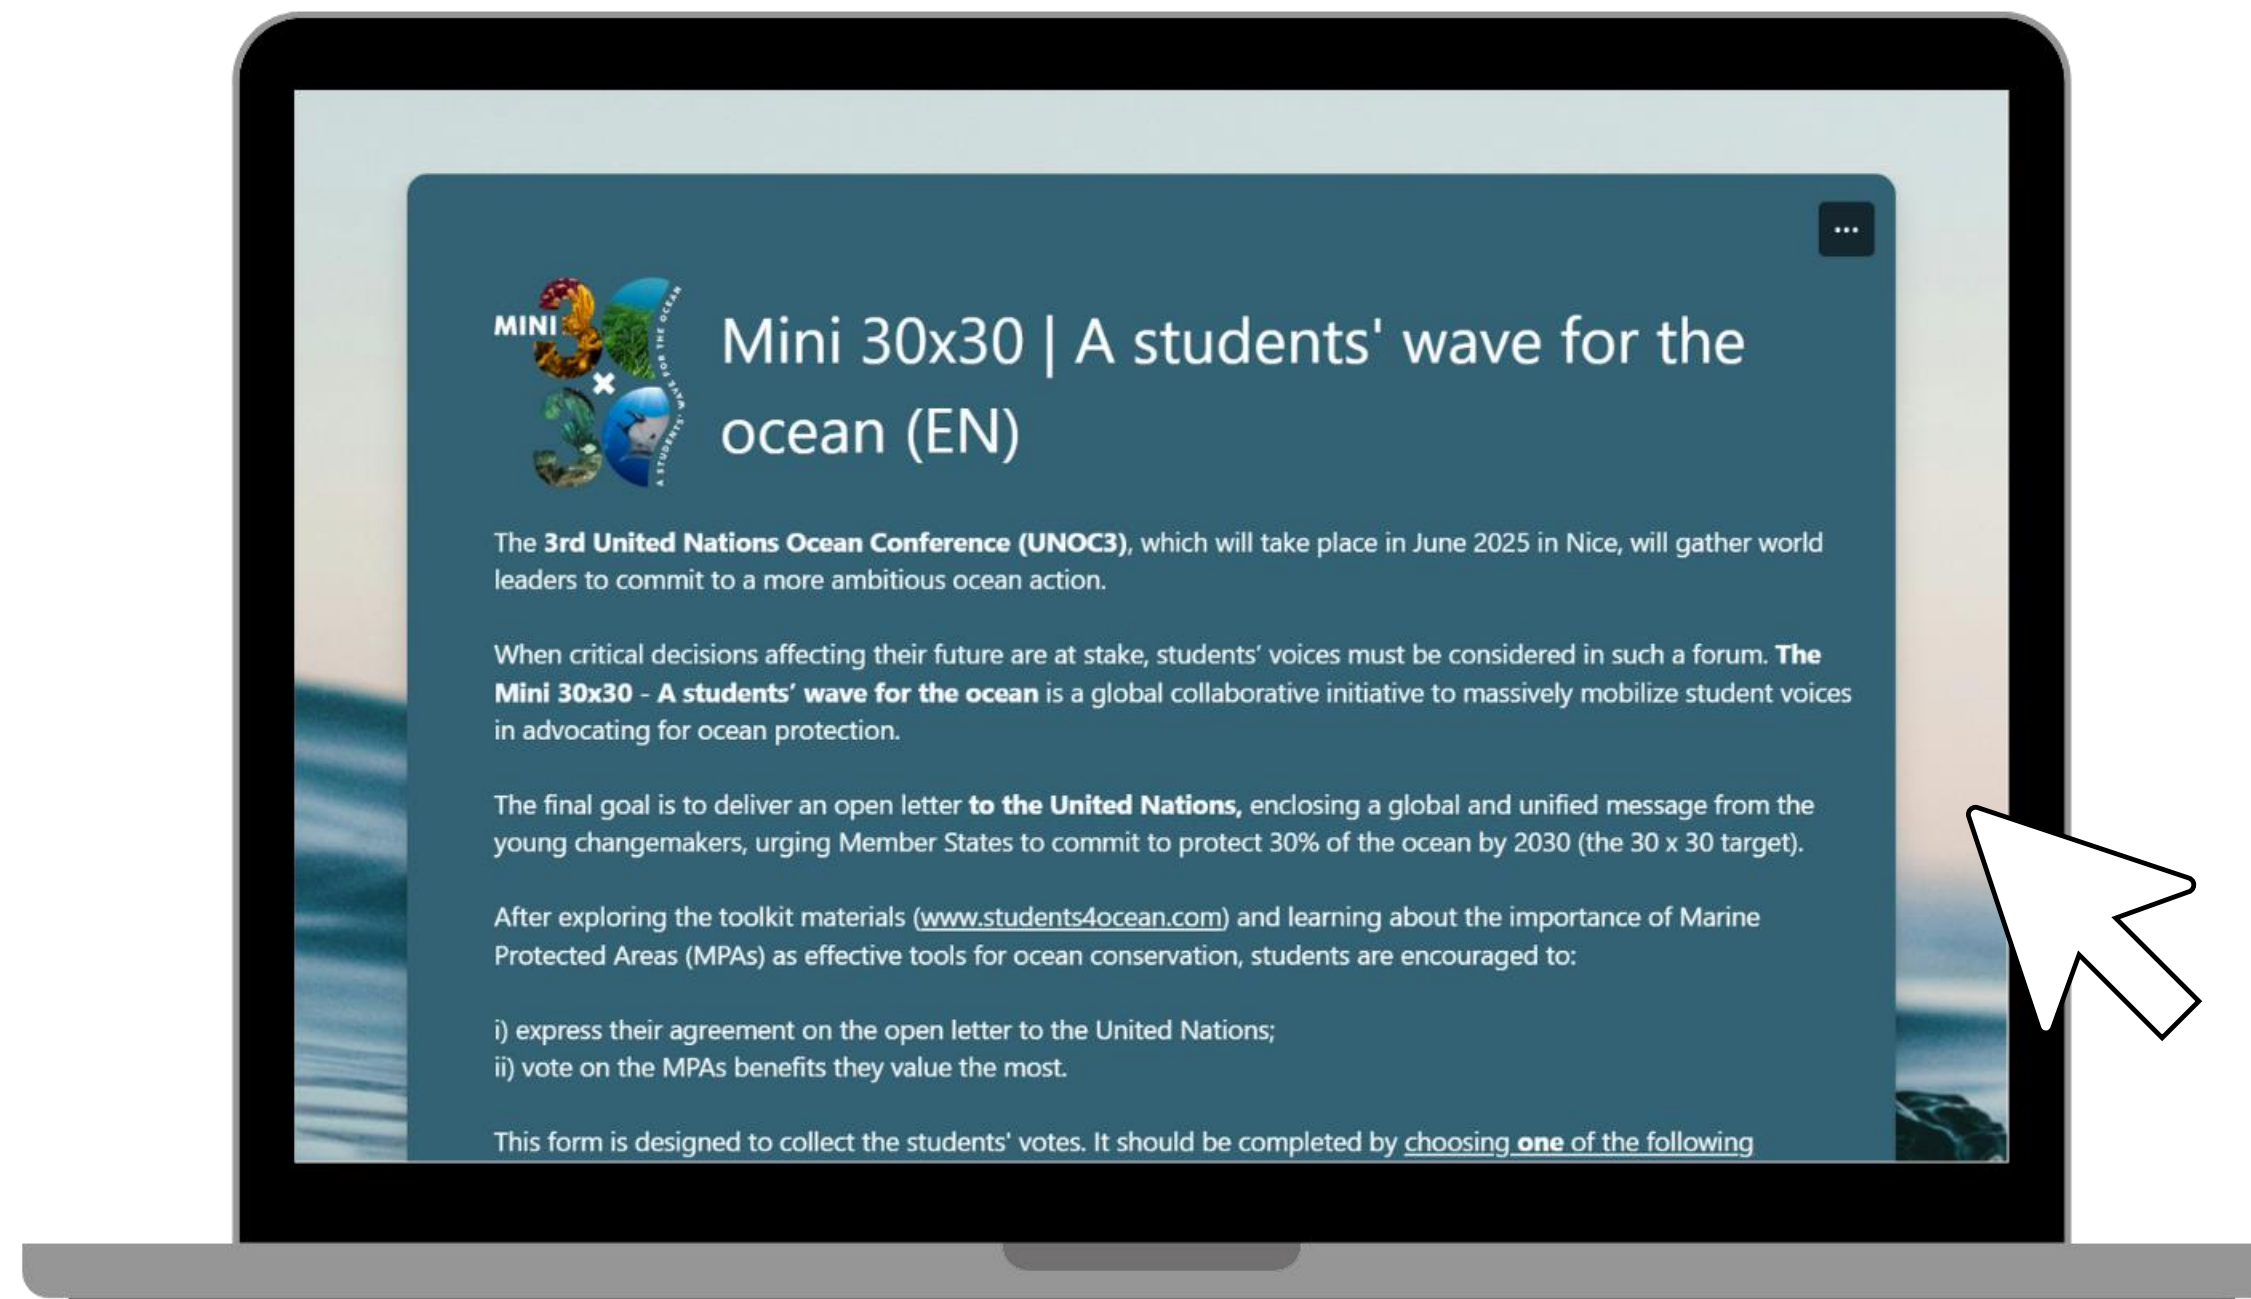 MINI 30
×
30
A STUDENTS' WAVE FOR THE OCEAN
Mini 30x30 | A students' wave for the
ocean (EN)
The 3rd United Nations Ocean Conference (UNOC3), which will take place in June 2025 in Nice, will gather world
leaders to commit to a more ambitious ocean action.
When critical decisions affecting their future are at stake, students’ voices must be considered in such a forum. The
Mini 30x30 - A students’ wave for the ocean is a global collaborative initiative to massively mobilize student voices
in advocating for ocean protection.
The final goal is to deliver an open letter to the United Nations, enclosing a global and unified message from the
young changemakers, urging Member States to commit to protect 30% of the ocean by 2030 (the 30 x 30 target).
After exploring the toolkit materials (www.students4ocean.com) and learning about the importance of Marine
Protected Areas (MPAs) as effective tools for ocean conservation, students are encouraged to:
i) express their agreement on the open letter to the United Nations;
ii) vote on the MPAs benefits they value the most.
This form is designed to collect the students' votes. It should be completed by choosing one of the following